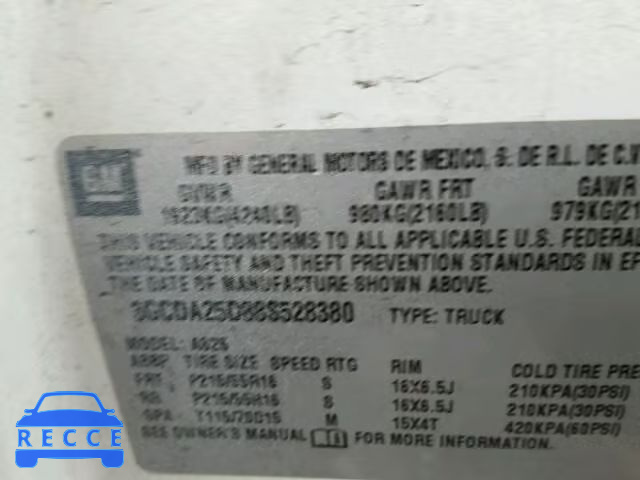 GM
MFD BY GENERAL MOTORS DE MEXICO, S. DE R.L. DE C.V
GVWR GAWR FRT GAWR
1923KG(4240LB) 980KG(2160LB) 979KG(21
THIS VEHICLE CONFORMS TO ALL APPLICABLE U.S. FEDERAL
VEHICLE SAFETY AND THEFT PREVENTION STANDARDS IN EF
THE DATE OF MANUFACTURE SHOWN ABOVE.
3GCDA25D88S528380 TYPE: TRUCK
MODEL: TIRE SIZE SPEED RTG RIM COLD TIRE PRE
FRT P215/55R16 S 16X6.5J 210KPA(30PSI)
RR P215/55R16 S 16X6.5J 210KPA(30PSI)
SPA T115/70D15 M 15X4T 420KPA(60PSI)
SEE OWNER'S MANUAL FOR MORE INFORMATION.
RECCE